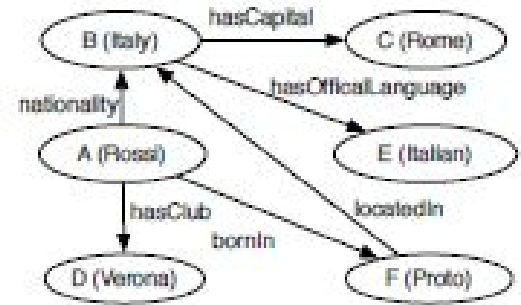 hasCapital
B (Italy)
C (Rome)
hasOfficalLanguage
nationality
A (Rossi)
E (Italian)
hasClub
locatedIn
bornIn
D (Verona)
F (Proto)